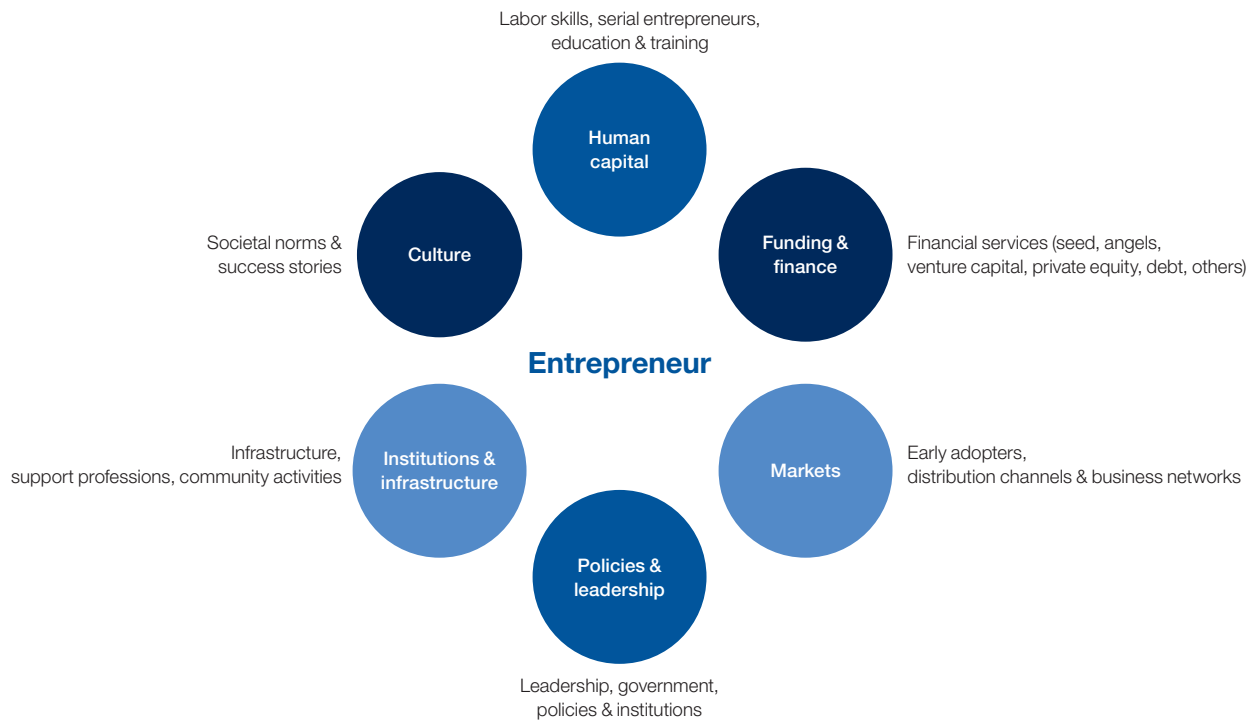 Labor skills, serial entrepreneurs,
education & training
Human
capital
Societal norms &
success stories
Culture
Funding &
finance
Financial services (seed, angels,
venture capital, private equity, debt, others)
Entrepreneur
Infrastructure,
support professions, community activities
Institutions &
infrastructure
Markets
Early adopters,
distribution channels & business networks
Policies &
leadership
Leadership, government,
policies & institutions